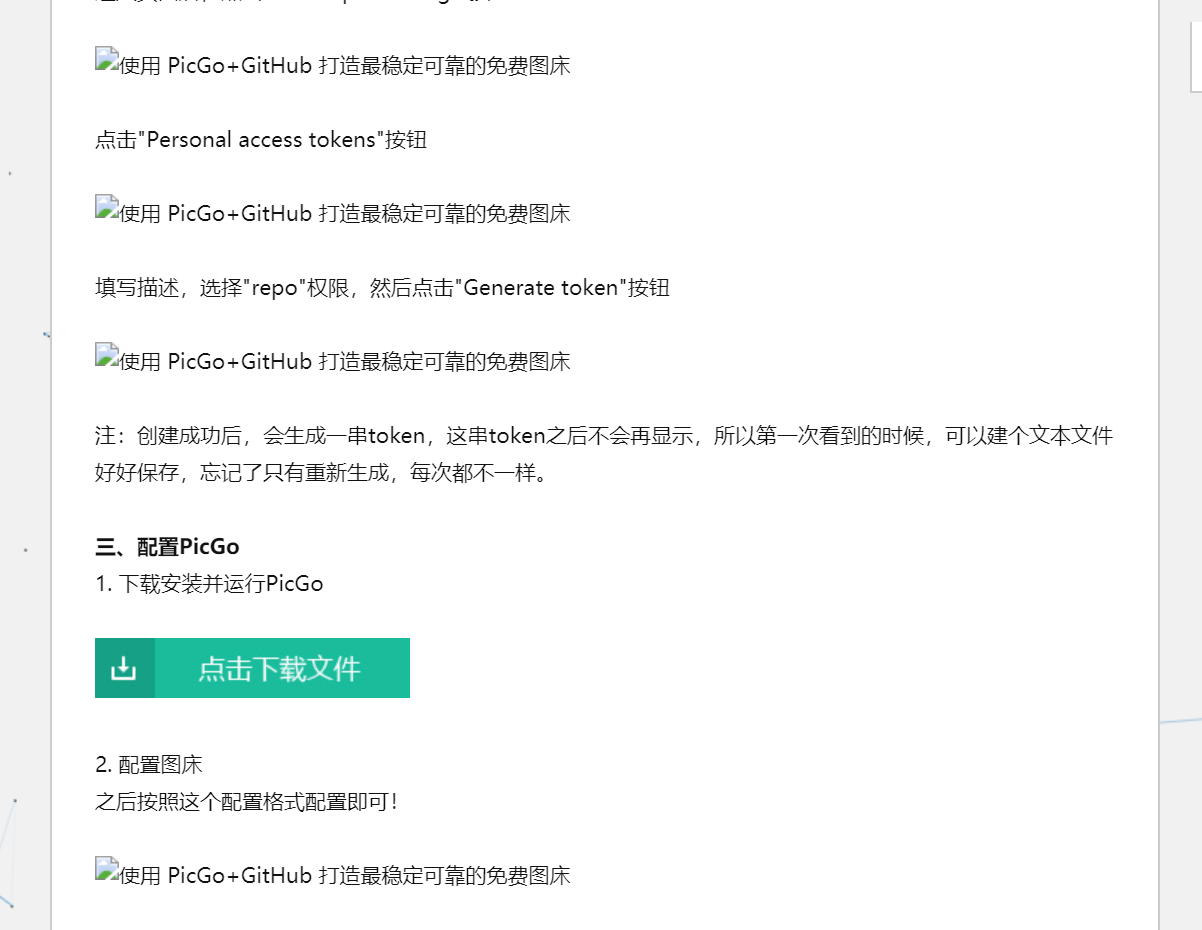 使用 PicGo+GitHub 打造最稳定可靠的免费图床
点击"Personal access tokens"按钮
使用 PicGo+GitHub 打造最稳定可靠的免费图床
填写描述，选择"repo"权限，然后点击"Generate token"按钮
使用 PicGo+GitHub 打造最稳定可靠的免费图床
注：创建成功后，会生成一串token，这串token之后不会再显示，所以第一次看到的时候，可以建个文本文件
好好保存，忘记了只有重新生成，每次都不一样。
三、配置PicGo
1. 下载安装并运行PicGo
点击下载文件
2. 配置图床
之后按照这个配置格式配置即可！
使用 PicGo+GitHub 打造最稳定可靠的免费图床